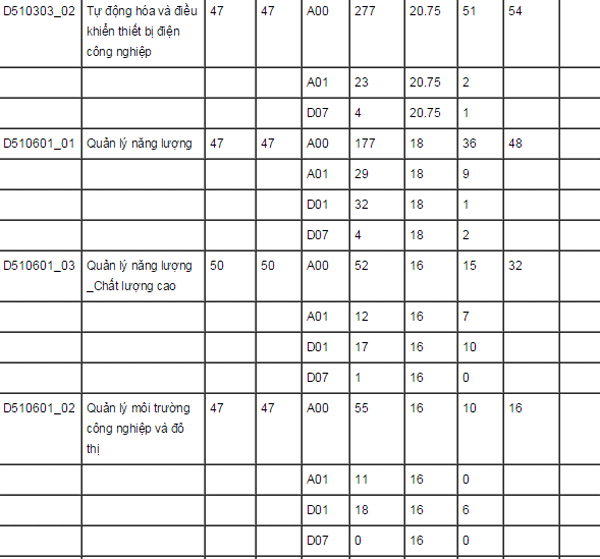 D510303_02 Tự động hóa và điều 47 47 A00 277 20.75 51 54
khiển thiết bị điện
công nghiệp
A01 23 20.75 2
D07 4 20.75 1
D510601_01 Quản lý năng lượng 47 47 A00 177 18 36 48
A01 29 18 9
D01 32 18 1
D07 4 18 2
D510601_03 Quản lý năng lượng 50 50 A00 52 16 15 32
_Chất lượng cao
A01 12 16 7
D01 17 16 10
D07 1 16 0
D510601_02 Quản lý môi trường 47 47 A00 55 16 10 16
công nghiệp và đô
thị
A01 11 16 0
D01 18 16 6
D07 0 16 0